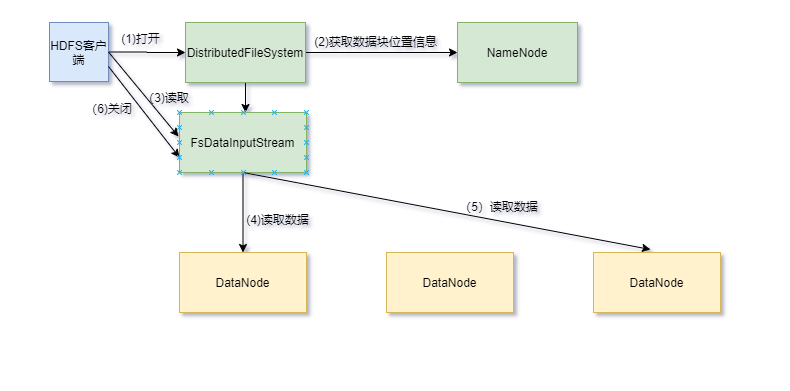 (1)打开
(2)获取数据块位置信息
HDFS客户
端
DistributedFileSystem
NameNode
(3)读取
(6)关闭
FsDataInputStream
(4)读取数据
（5）读取数据
DataNode
DataNode
DataNode